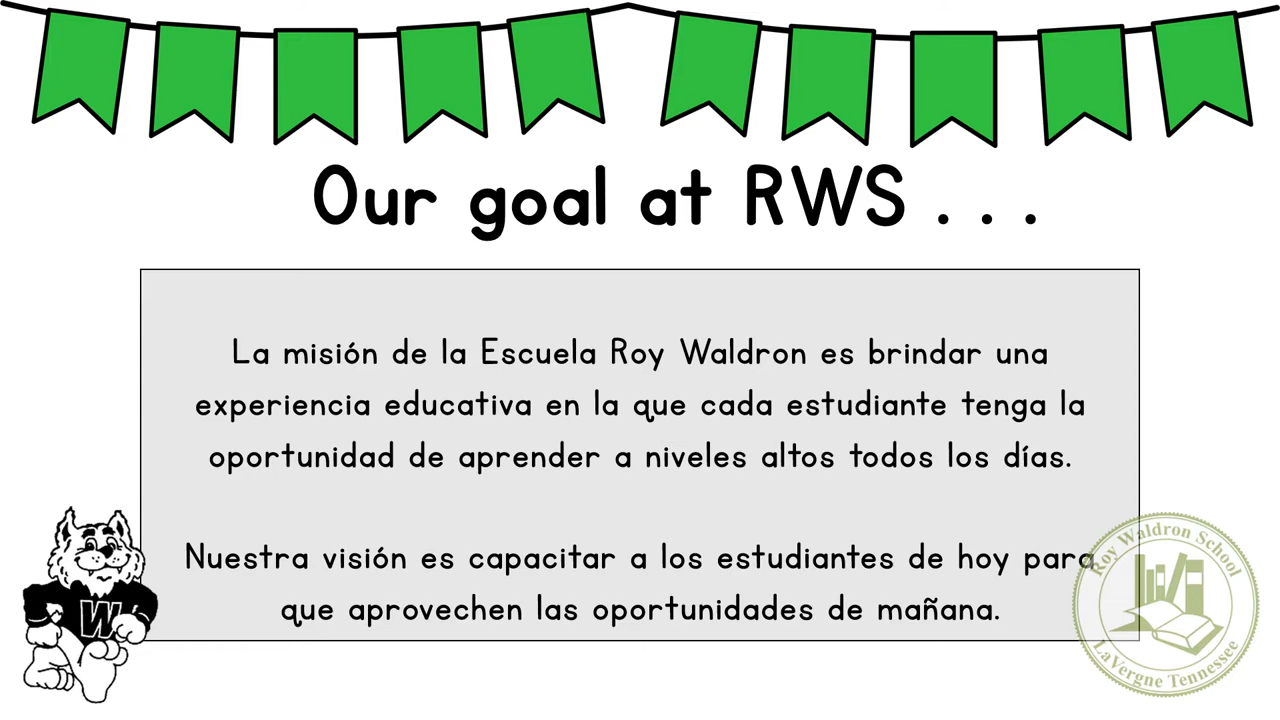 Our goal at RWS . . .
La misión de la Escuela Roy Waldron es brindar una
experiencia educativa en la que cada estudiante tenga la
oportunidad de aprender a niveles altos todos los días.
Nuestra visión es capacitar a los estudiantes de hoy para
que aprovechen las oportunidades de mañana.
W
Roy Waldron School
LaVergne Tennessee